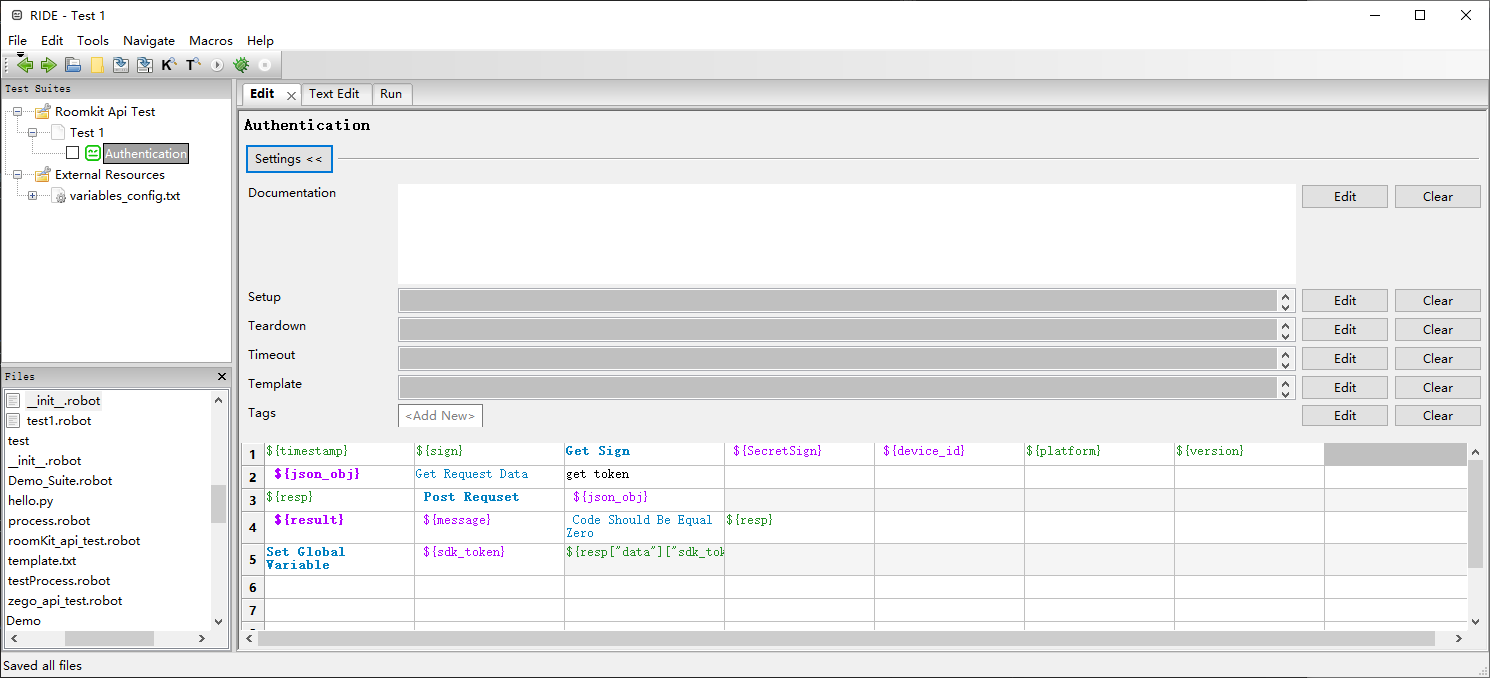 RIDE - Test 1
File Edit Tools Navigate Macros Help
K T
Test Suites
Roomkit Api Test
Test 1
Authentication
External Resources
variables_config.txt
Files
__init__.robot
test1.robot
test
__init__.robot
Demo_Suite.robot
hello.py
process.robot
roomKit_api_test.robot
template.txt
testProcess.robot
zego_api_test.robot
Demo
Edit Text Edit Run
Authentication
Settings <<
Documentation Edit Clear
Setup Edit Clear
Teardown Edit Clear
Timeout Edit Clear
Template Edit Clear
Tags <Add New> Edit Clear
1 ${timestamp} ${sign} Get Sign ${SecretSign} ${device_id} ${platform} ${version}
2 ${json_obj} Get Request Data get token
3 ${resp} Post Requset ${json_obj}
4 ${result} ${message} Code Should Be Equal Zero ${resp}
5 Set Global Variable ${sdk_token} ${resp["data"]["sdk_tok
6
7
Saved all files